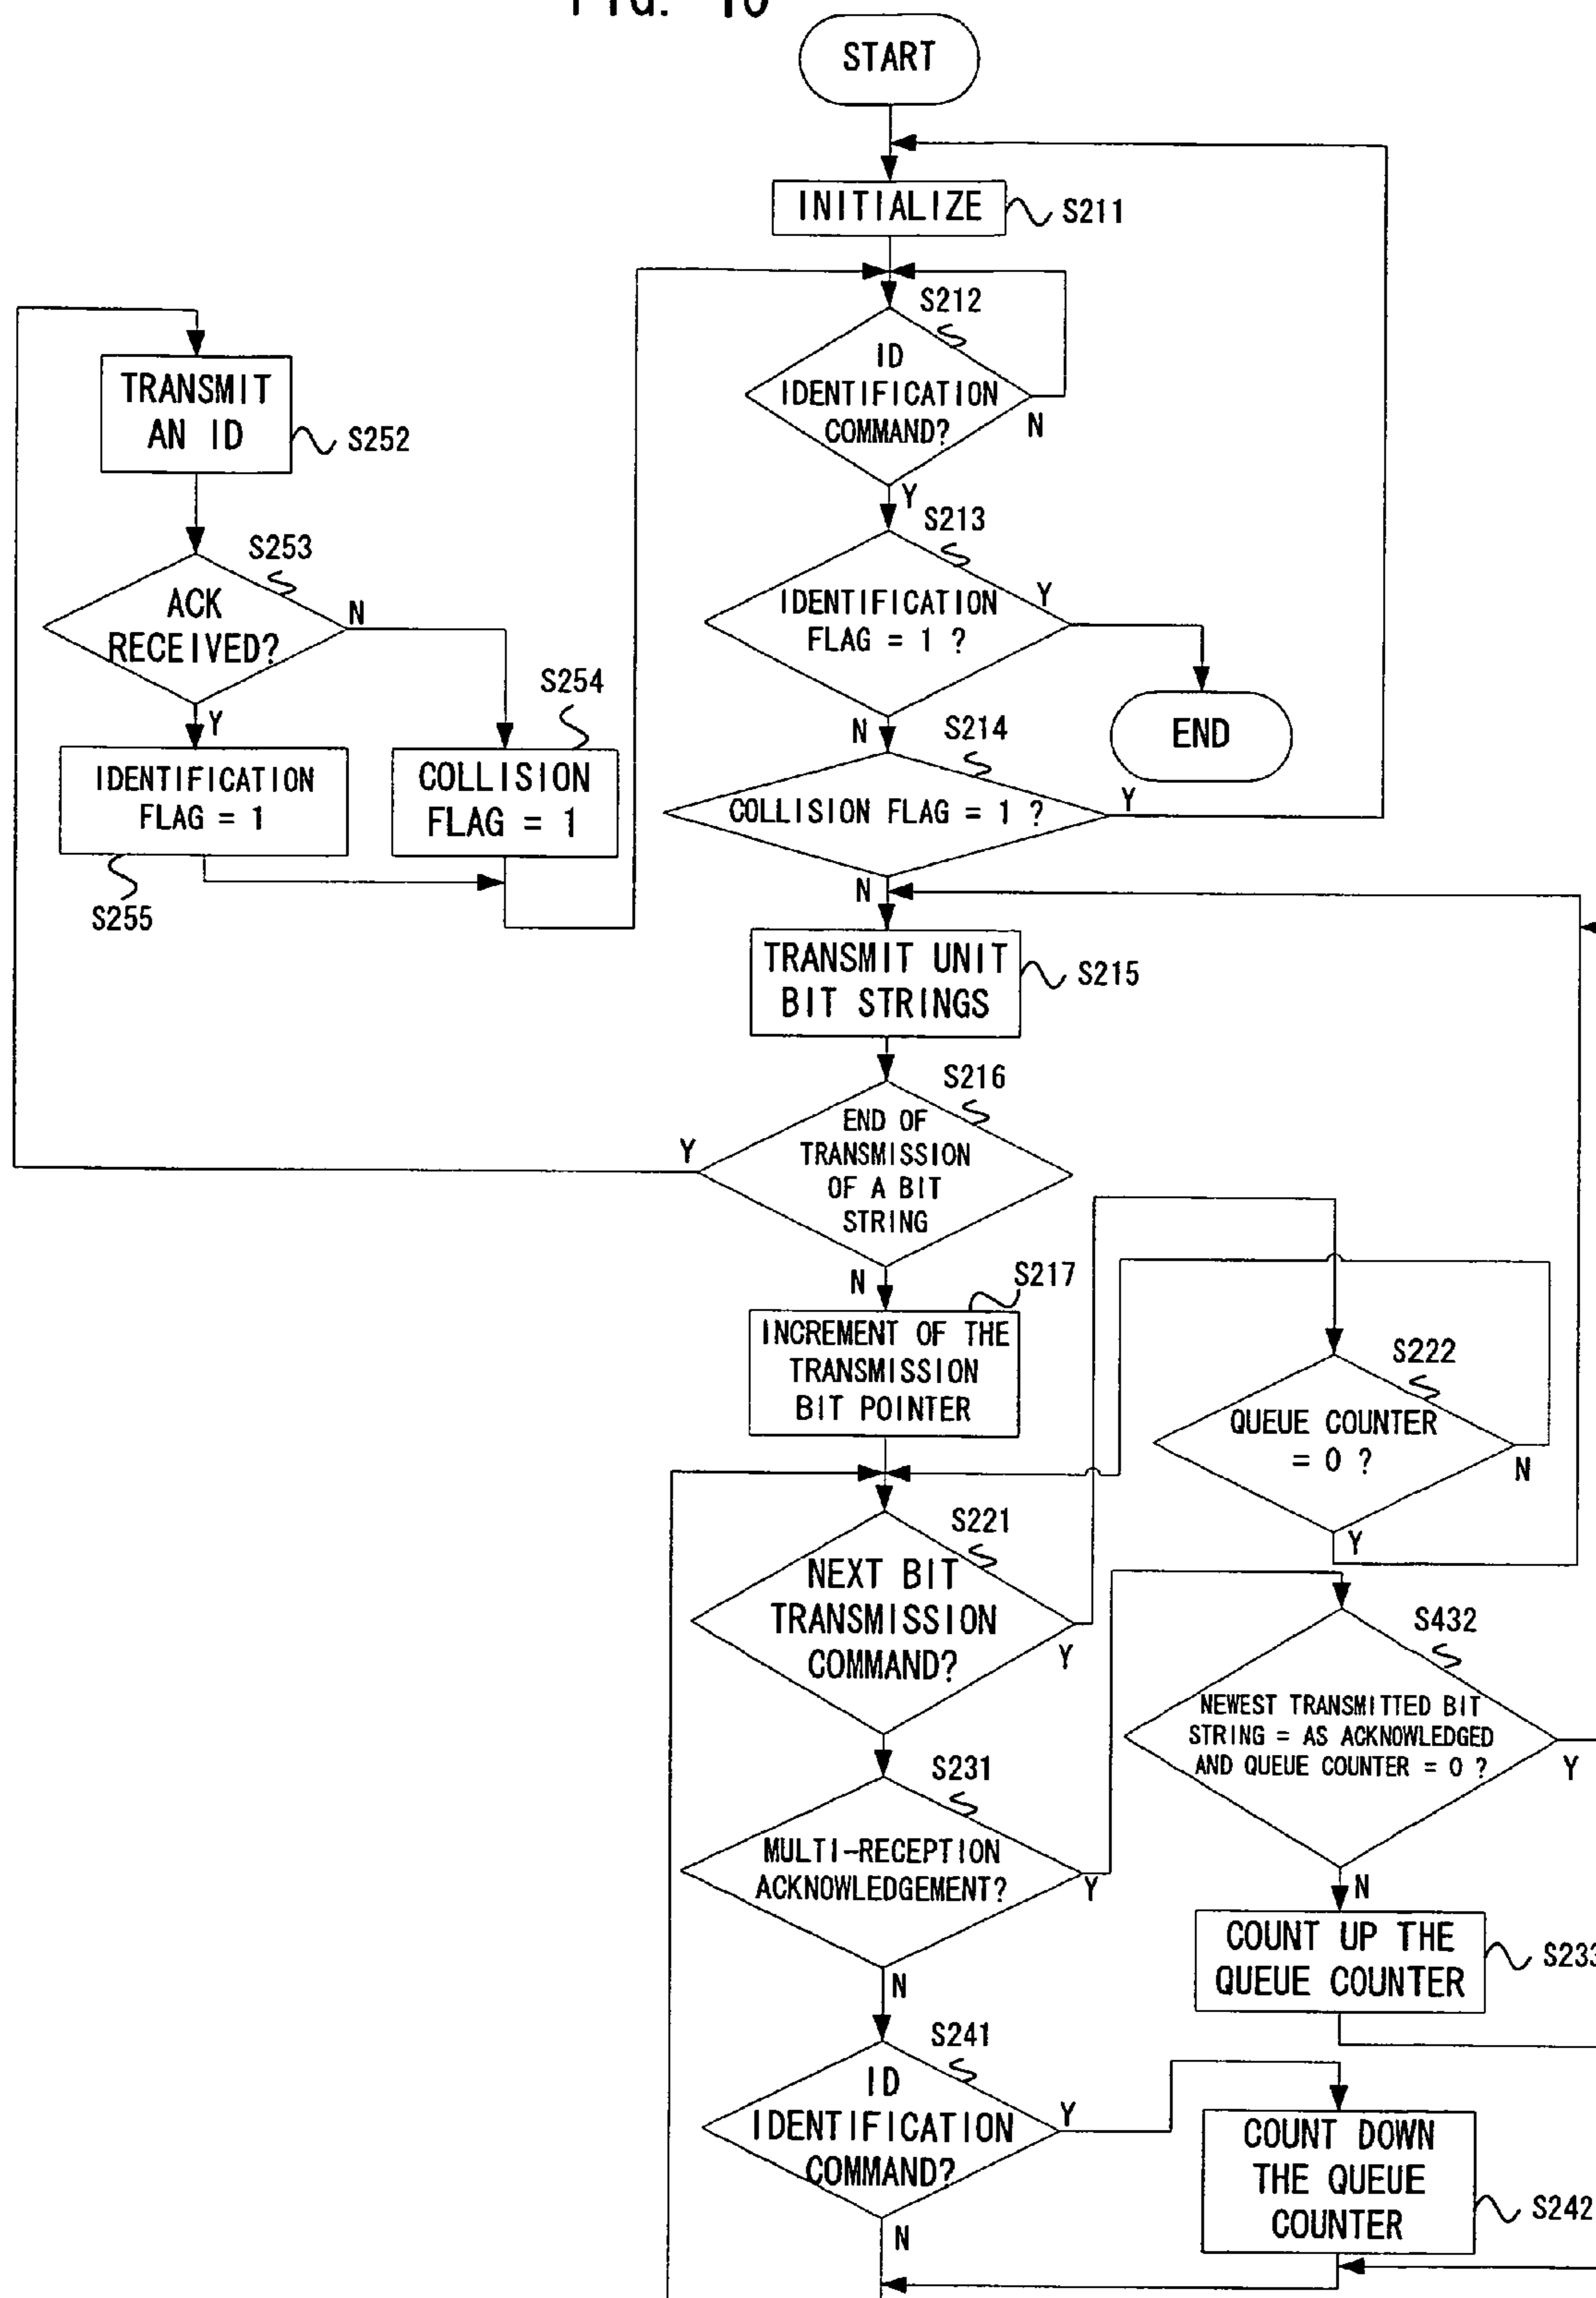 START
INITIALIZE
S211
S212
ID
IDENTIFICATION
COMMAND?
N
Y
TRANSMIT
AN ID
S252
S253
ACK
RECEIVED?
N
Y
S254
IDENTIFICATION
FLAG = 1
COLLISION
FLAG = 1
S255
S213
IDENTIFICATION
FLAG = 1 ?
Y
N
END
S214
COLLISION FLAG = 1 ?
Y
N
TRANSMIT UNIT
BIT STRINGS
S215
S216
END OF
TRANSMISSION
OF A BIT
STRING
Y
N
S217
INCREMENT OF THE
TRANSMISSION
BIT POINTER
S222
QUEUE COUNTER
= 0 ?
N
Y
S221
NEXT BIT
TRANSMISSION
COMMAND?
Y
S432
NEWEST TRANSMITTED BIT
STRING = AS ACKNOWLEDGED
AND QUEUE COUNTER = 0 ?
Y
N
S231
MULTI-RECEPTION
ACKNOWLEDGEMENT?
Y
N
COUNT UP THE
QUEUE COUNTER
S233
S241
ID
IDENTIFICATION
COMMAND?
Y
N
COUNT DOWN
THE QUEUE
COUNTER
S242